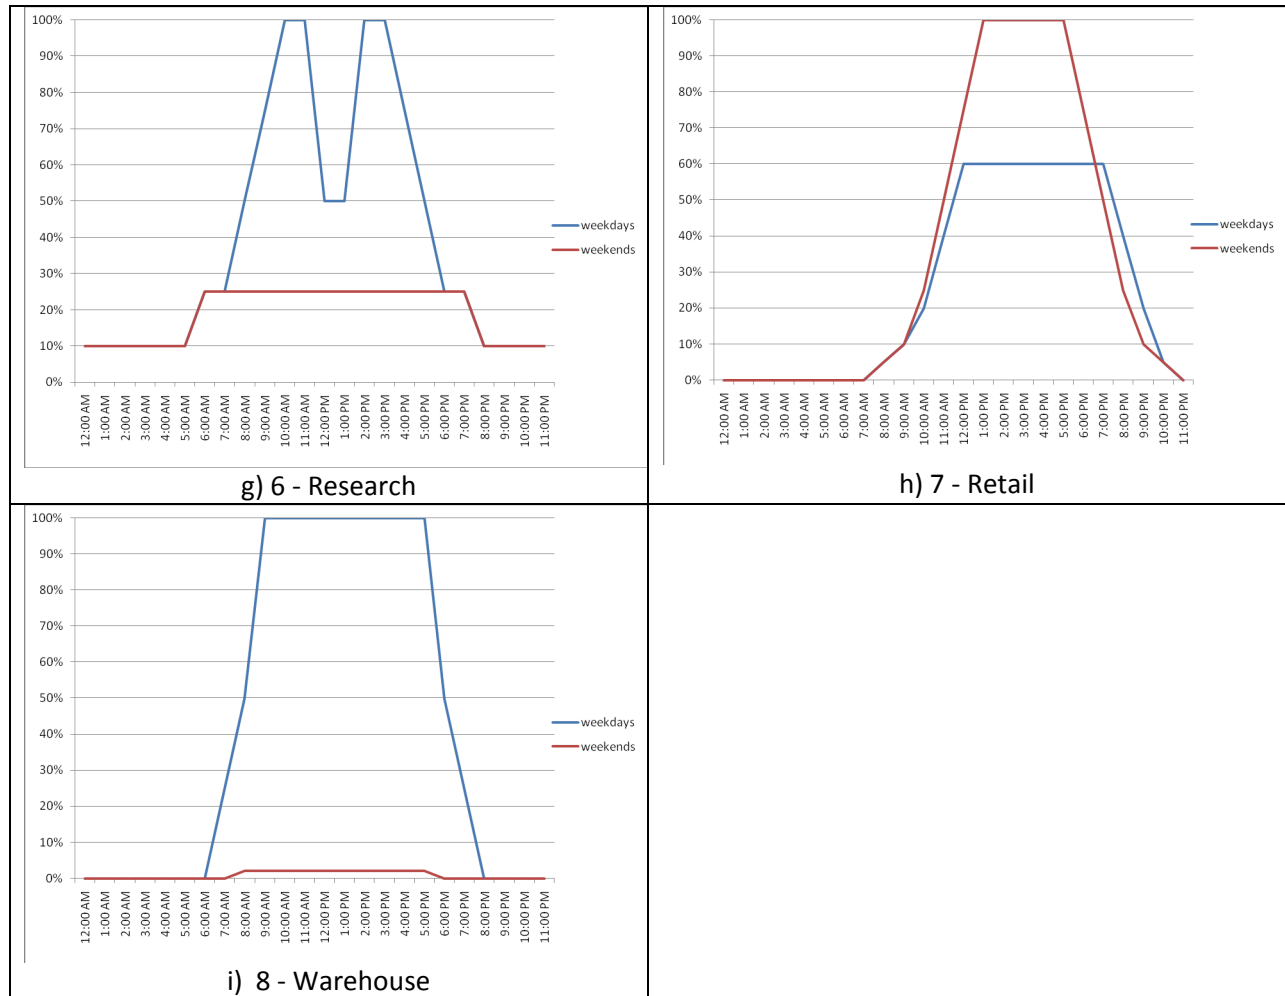 100%
90%
80%
70%
60%
50%
40%
30%
20%
10%
0%
12:00 AM
1:00 AM
2:00 AM
3:00 AM
4:00 AM
5:00 AM
6:00 AM
7:00 AM
8:00 AM
9:00 AM
10:00 AM
11:00 AM
12:00 PM
1:00 PM
2:00 PM
3:00 PM
4:00 PM
5:00 PM
6:00 PM
7:00 PM
8:00 PM
9:00 PM
10:00 PM
11:00 PM
weekdays
weekends
g) 6 - Research
100%
90%
80%
70%
60%
50%
40%
30%
20%
10%
0%
12:00 AM
1:00 AM
2:00 AM
3:00 AM
4:00 AM
5:00 AM
6:00 AM
7:00 AM
8:00 AM
9:00 AM
10:00 AM
11:00 AM
12:00 PM
1:00 PM
2:00 PM
3:00 PM
4:00 PM
5:00 PM
6:00 PM
7:00 PM
8:00 PM
9:00 PM
10:00 PM
11:00 PM
weekdays
weekends
h) 7 - Retail
100%
90%
80%
70%
60%
50%
40%
30%
20%
10%
0%
12:00 AM
1:00 AM
2:00 AM
3:00 AM
4:00 AM
5:00 AM
6:00 AM
7:00 AM
8:00 AM
9:00 AM
10:00 AM
11:00 AM
12:00 PM
1:00 PM
2:00 PM
3:00 PM
4:00 PM
5:00 PM
6:00 PM
7:00 PM
8:00 PM
9:00 PM
10:00 PM
11:00 PM
weekdays
weekends
i) 8 - Warehouse